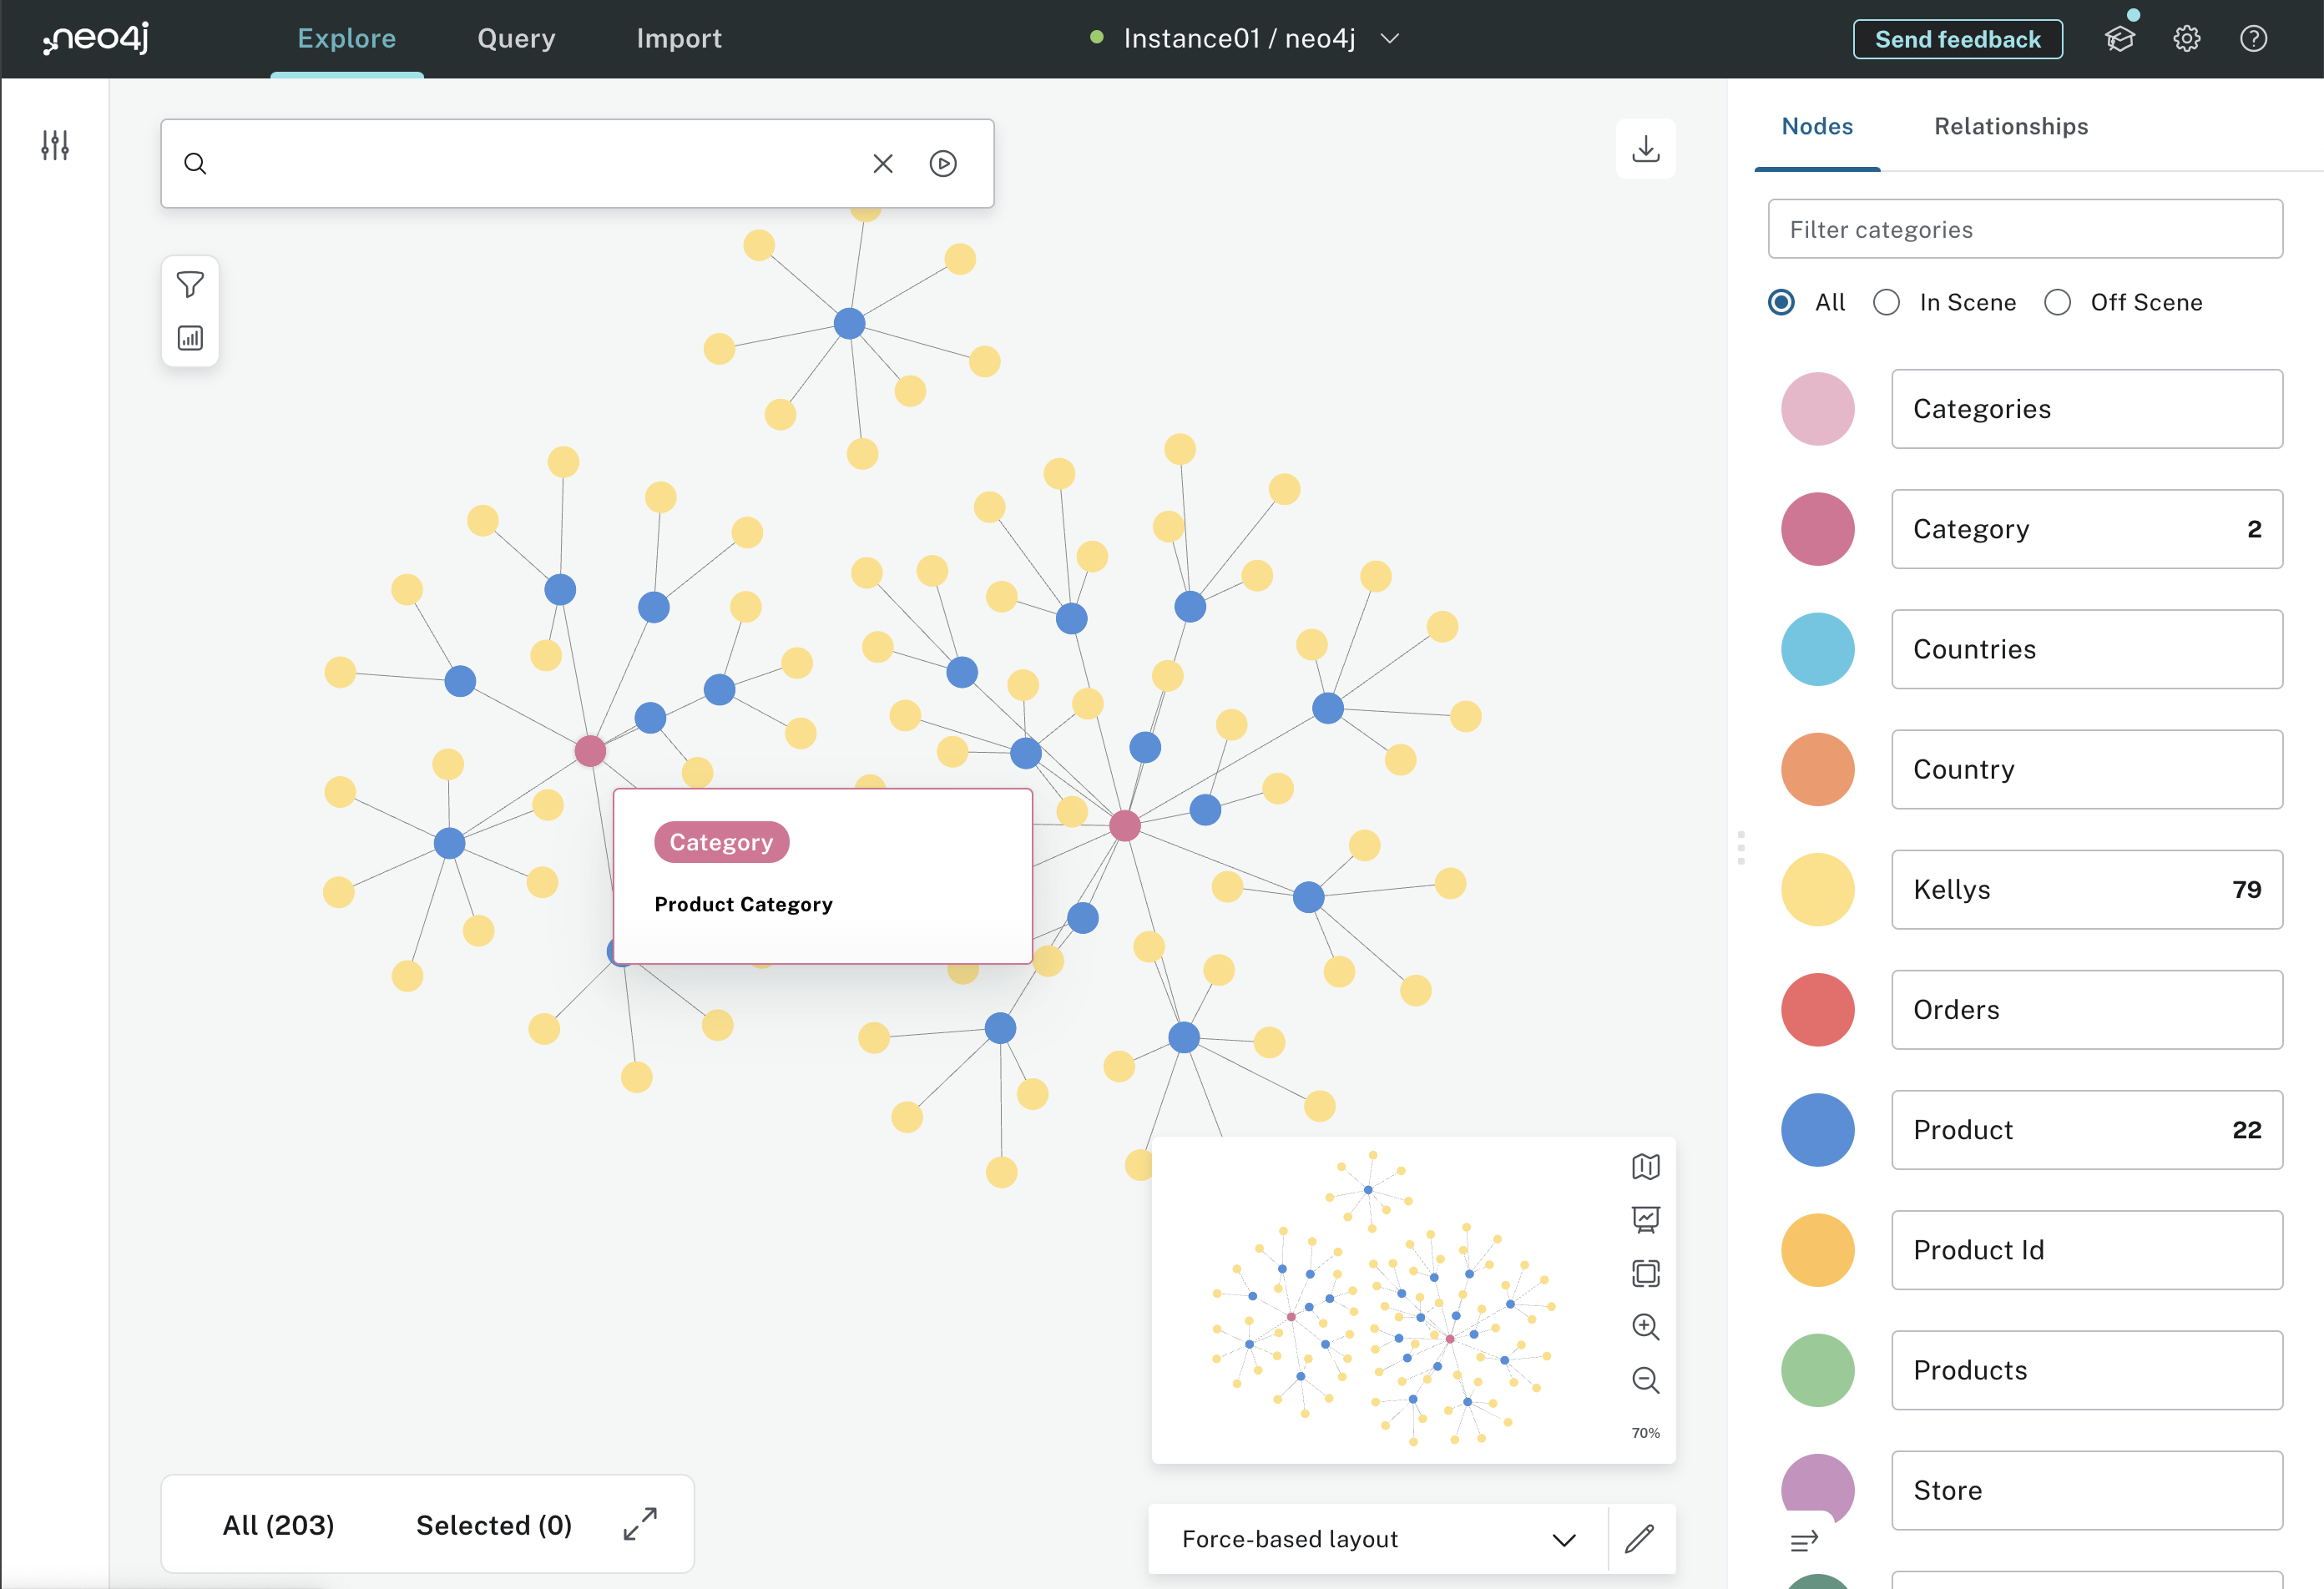 neo4j
Explore
Query
Import
Instance01 / neo4j
Send feedback
Nodes
Relationships
Filter categories
All
In Scene
Off Scene
Categories
Category 2
Countries
Country
Kellys 79
Orders
Product 22
Product Id
Products
Store
Category
Product Category
70%
All (203)
Selected (0)
Force-based layout